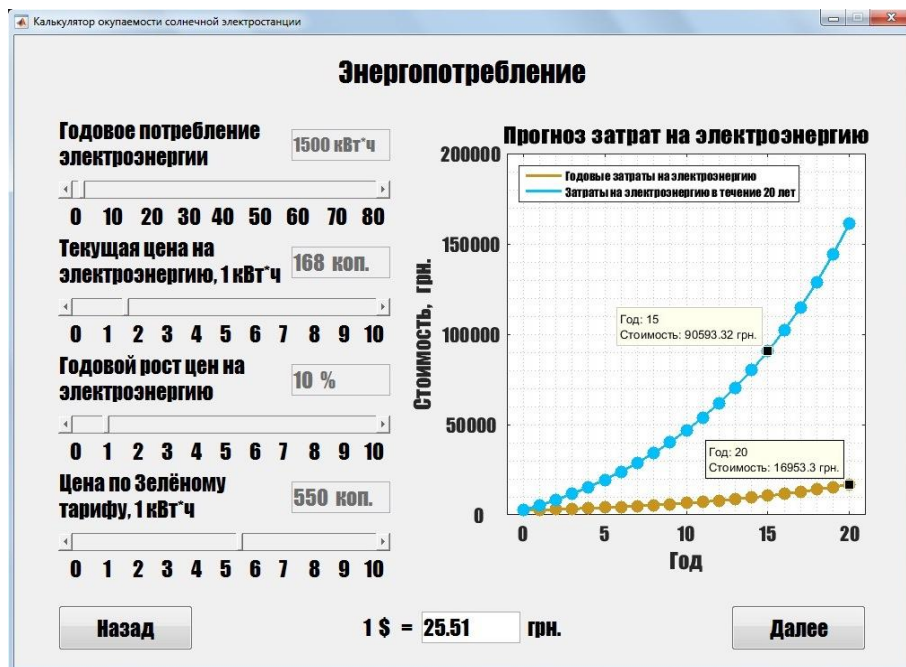 Калькулятор окупаемости солнечной электростанции
Энергопотребление
Годовое потребление
электроэнергии
1500 кВт*ч
0 10 20 30 40 50 60 70 80
Текущая цена на
электроэнергию, 1 кВт*ч
168 коп.
0 1 2 3 4 5 6 7 8 9 10
Годовой рост цен на
электроэнергию
10 %
0 1 2 3 4 5 6 7 8 9 10
Цена по Зелёному
тарифу, 1 кВт*ч
550 коп.
0 1 2 3 4 5 6 7 8 9 10
Прогноз затрат на электроэнергию
Годовые затраты на электроэнергию
Затраты на электроэнергию в течение 20 лет
200000
150000
100000
50000
0
Стоимость, грн.
Год: 15
Стоимость: 90593.32 грн.
Год: 20
Стоимость: 16953.3 грн.
0 5 10 15 20
Год
Назад
1 $ = 25.51 грн.
Далее